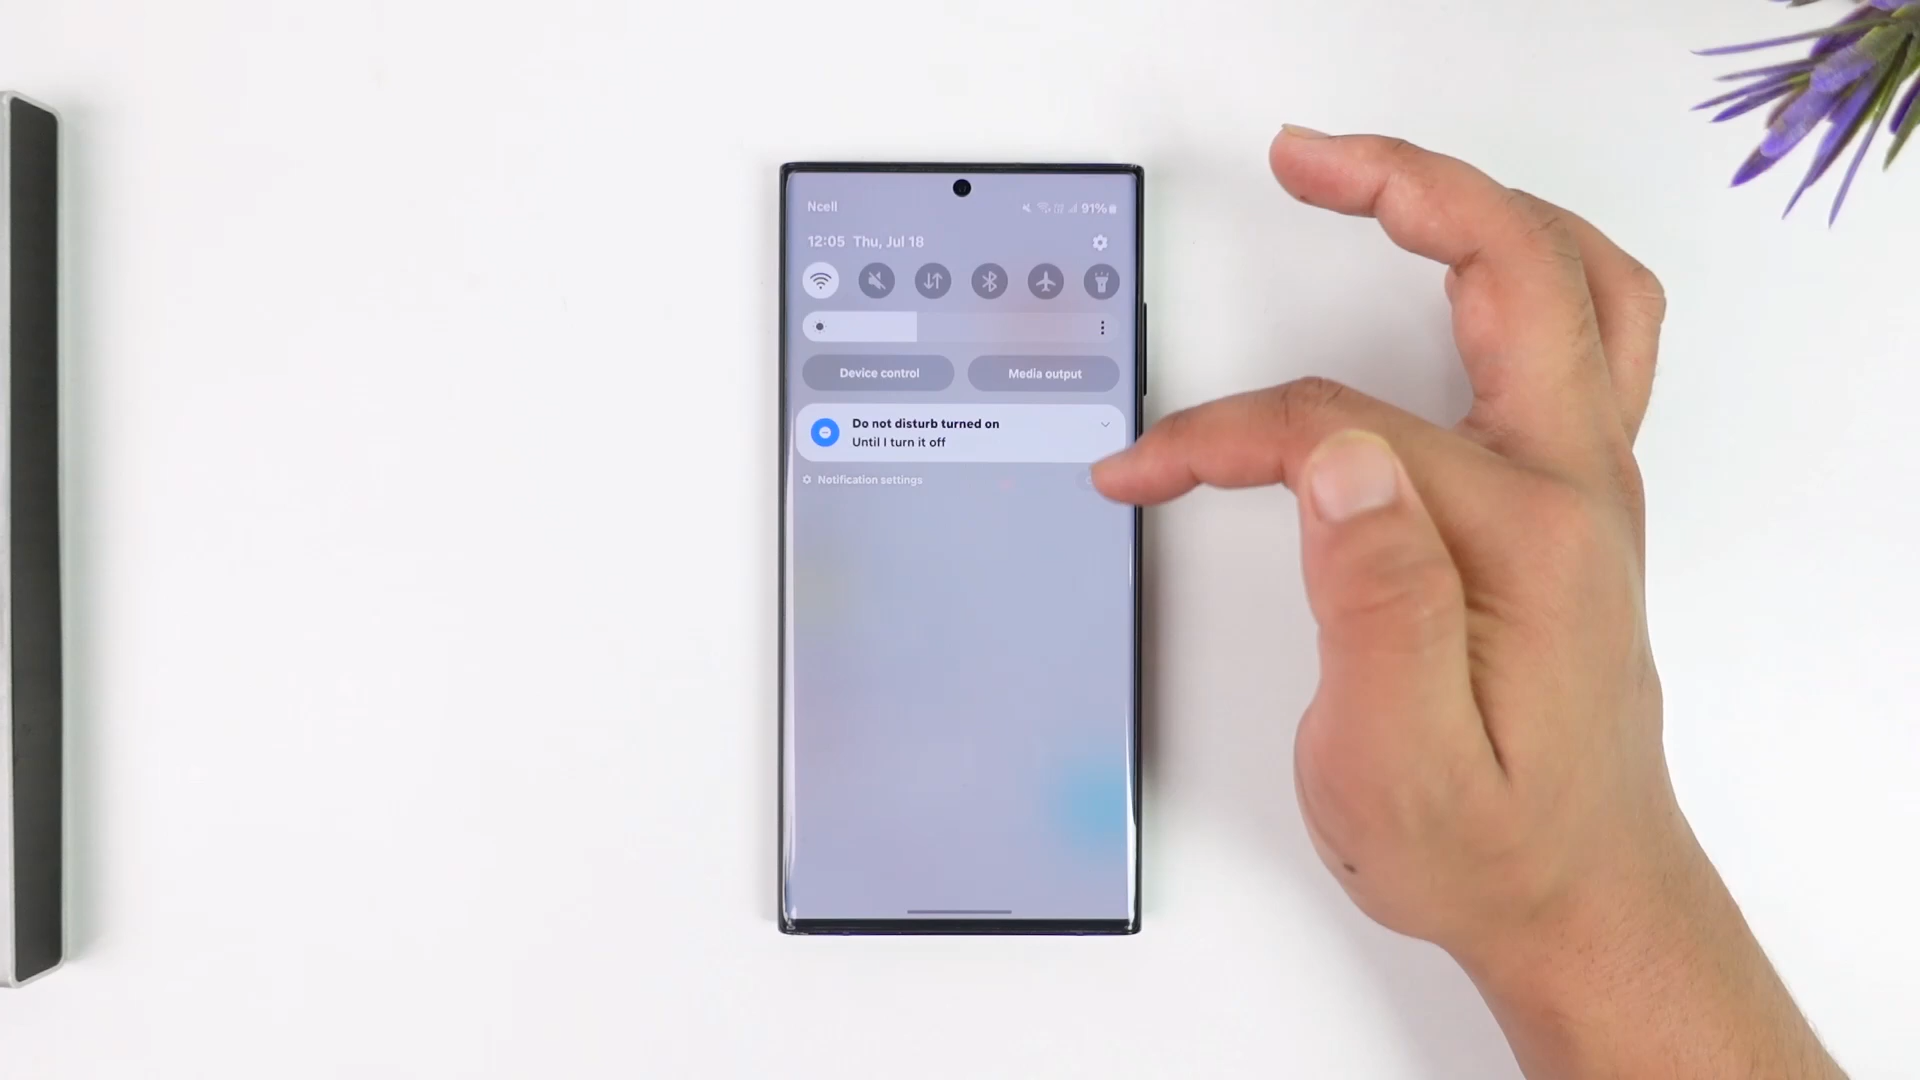 Ncell
91%
12:05 Thu, Jul 18
Device control
Media output
Do not disturb turned on
Until I turn it off
Notification settings